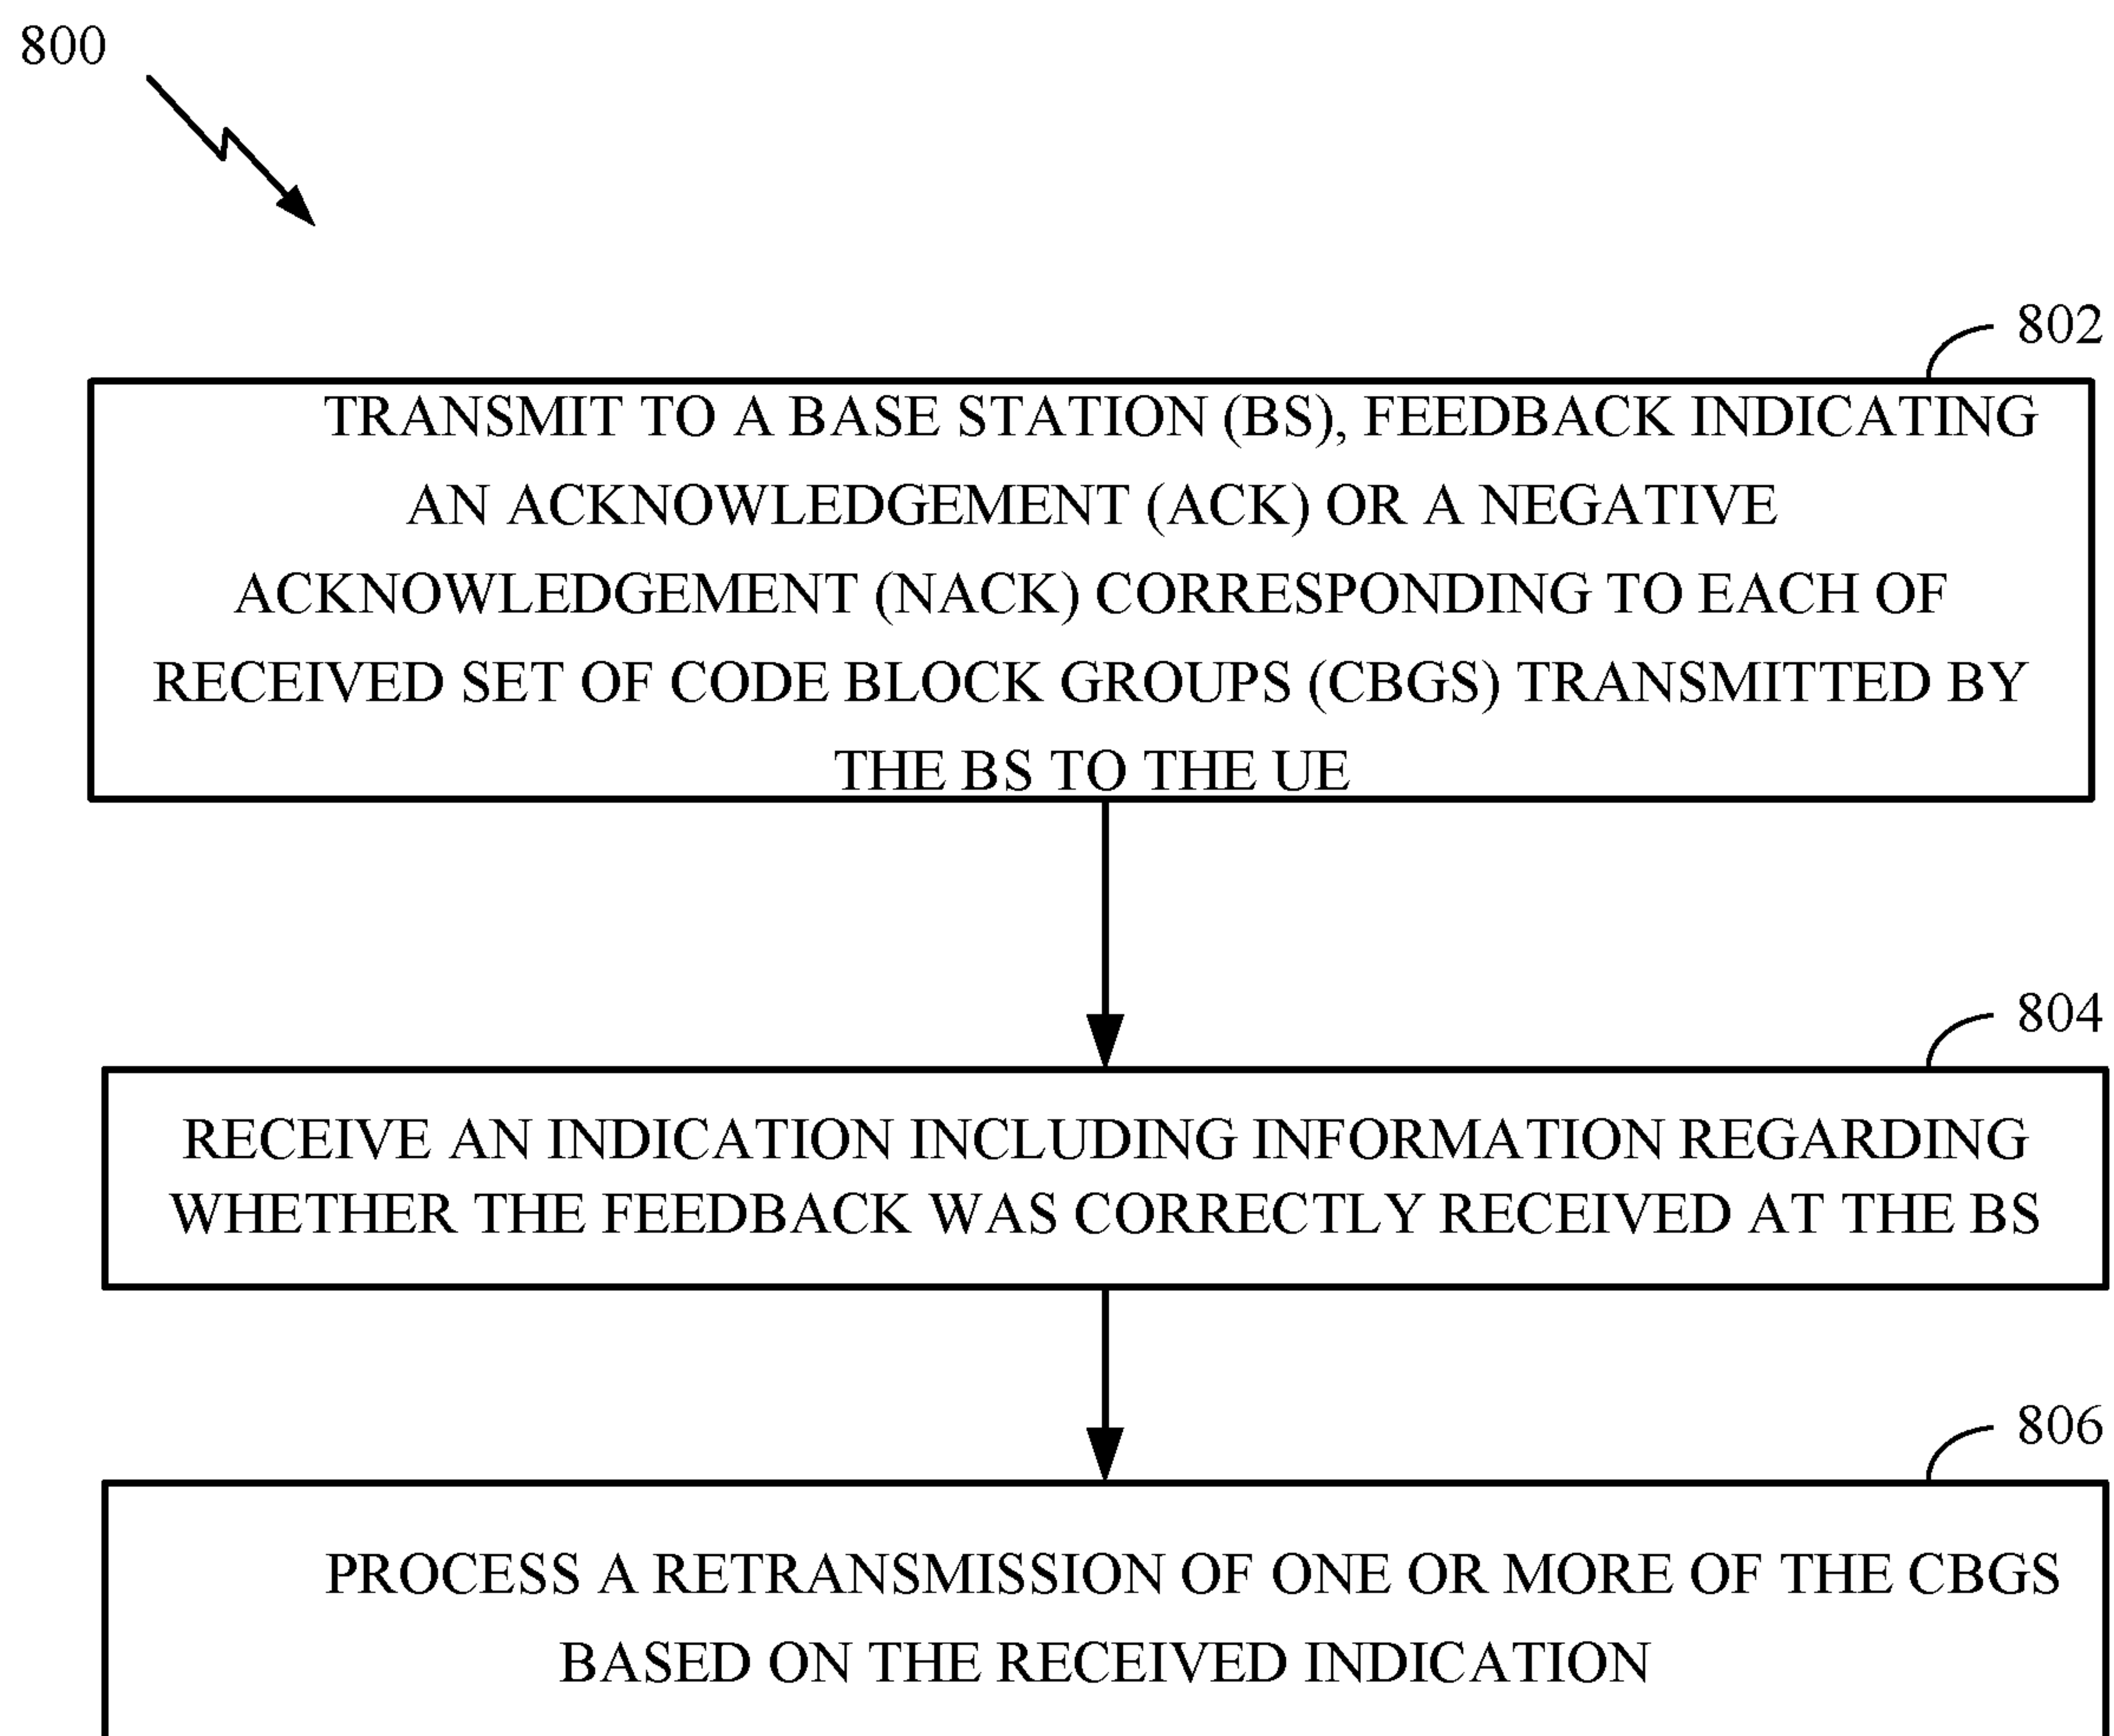 800
802
TRANSMIT TO A BASE STATION (BS), FEEDBACK INDICATING
AN ACKNOWLEDGEMENT (ACK) OR A NEGATIVE
ACKNOWLEDGEMENT (NACK) CORRESPONDING TO EACH OF
RECEIVED SET OF CODE BLOCK GROUPS (CBGS) TRANSMITTED BY
THE BS TO THE UE
804
RECEIVE AN INDICATION INCLUDING INFORMATION REGARDING
WHETHER THE FEEDBACK WAS CORRECTLY RECEIVED AT THE BS
806
PROCESS A RETRANSMISSION OF ONE OR MORE OF THE CBGS
BASED ON THE RECEIVED INDICATION